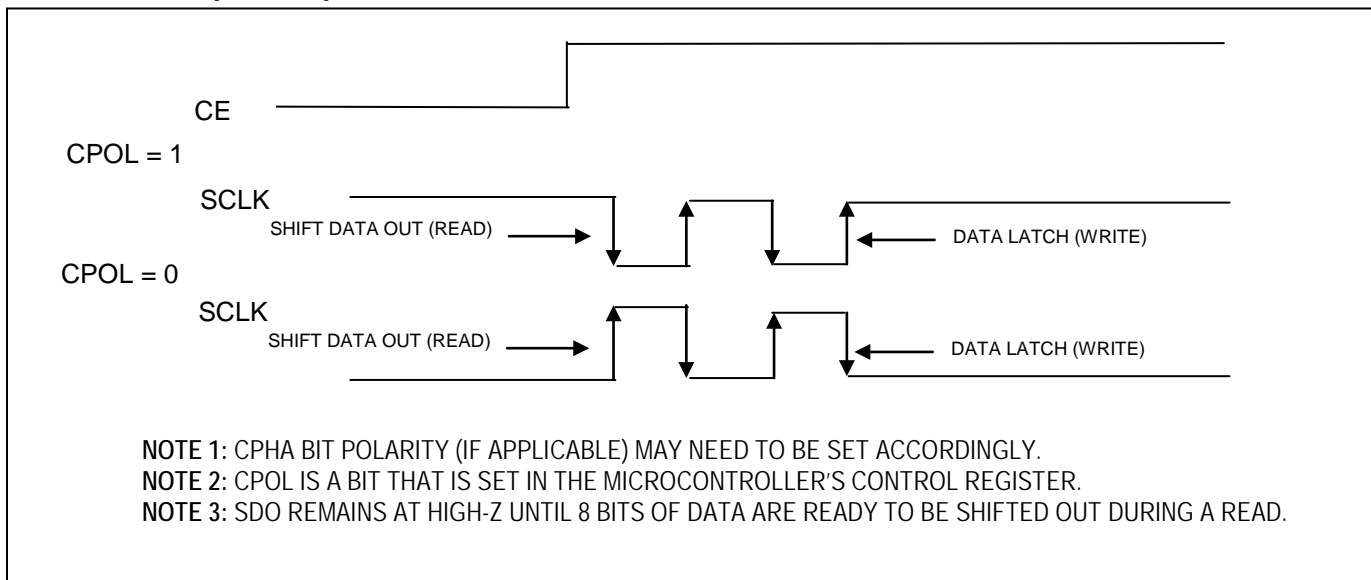 CE
CPOL = 1
SCLK
SHIFT DATA OUT (READ)
DATA LATCH (WRITE)
CPOL = 0
SCLK
SHIFT DATA OUT (READ)
DATA LATCH (WRITE)
NOTE 1: CPHA BIT POLARITY (IF APPLICABLE) MAY NEED TO BE SET ACCORDINGLY.
NOTE 2: CPOL IS A BIT THAT IS SET IN THE MICROCONTROLLER'S CONTROL REGISTER.
NOTE 3: SDO REMAINS AT HIGH-Z UNTIL 8 BITS OF DATA ARE READY TO BE SHIFTED OUT DURING A READ.